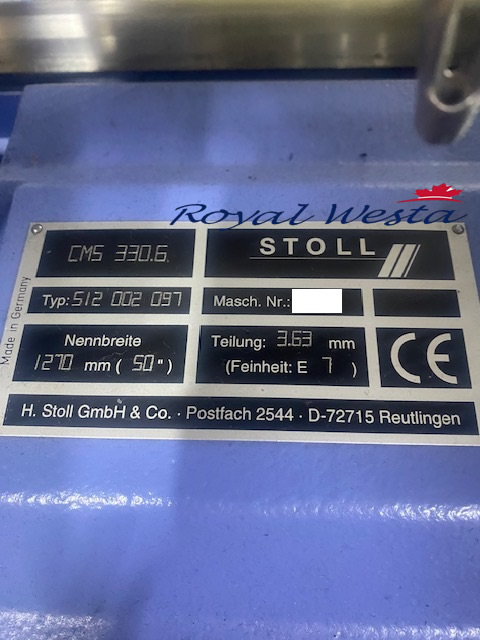 Royal Westa
CMS 330.6.
STOLL
Typ: 512 002 097
Masch. Nr.:
Made in Germany
Nennbreite
1270 mm ( 50 " )
Teilung: 3.63 mm
(Feinheit: E 7 )
CE
H. Stoll GmbH & Co. · Postfach 2544 · D-72715 Reutlingen